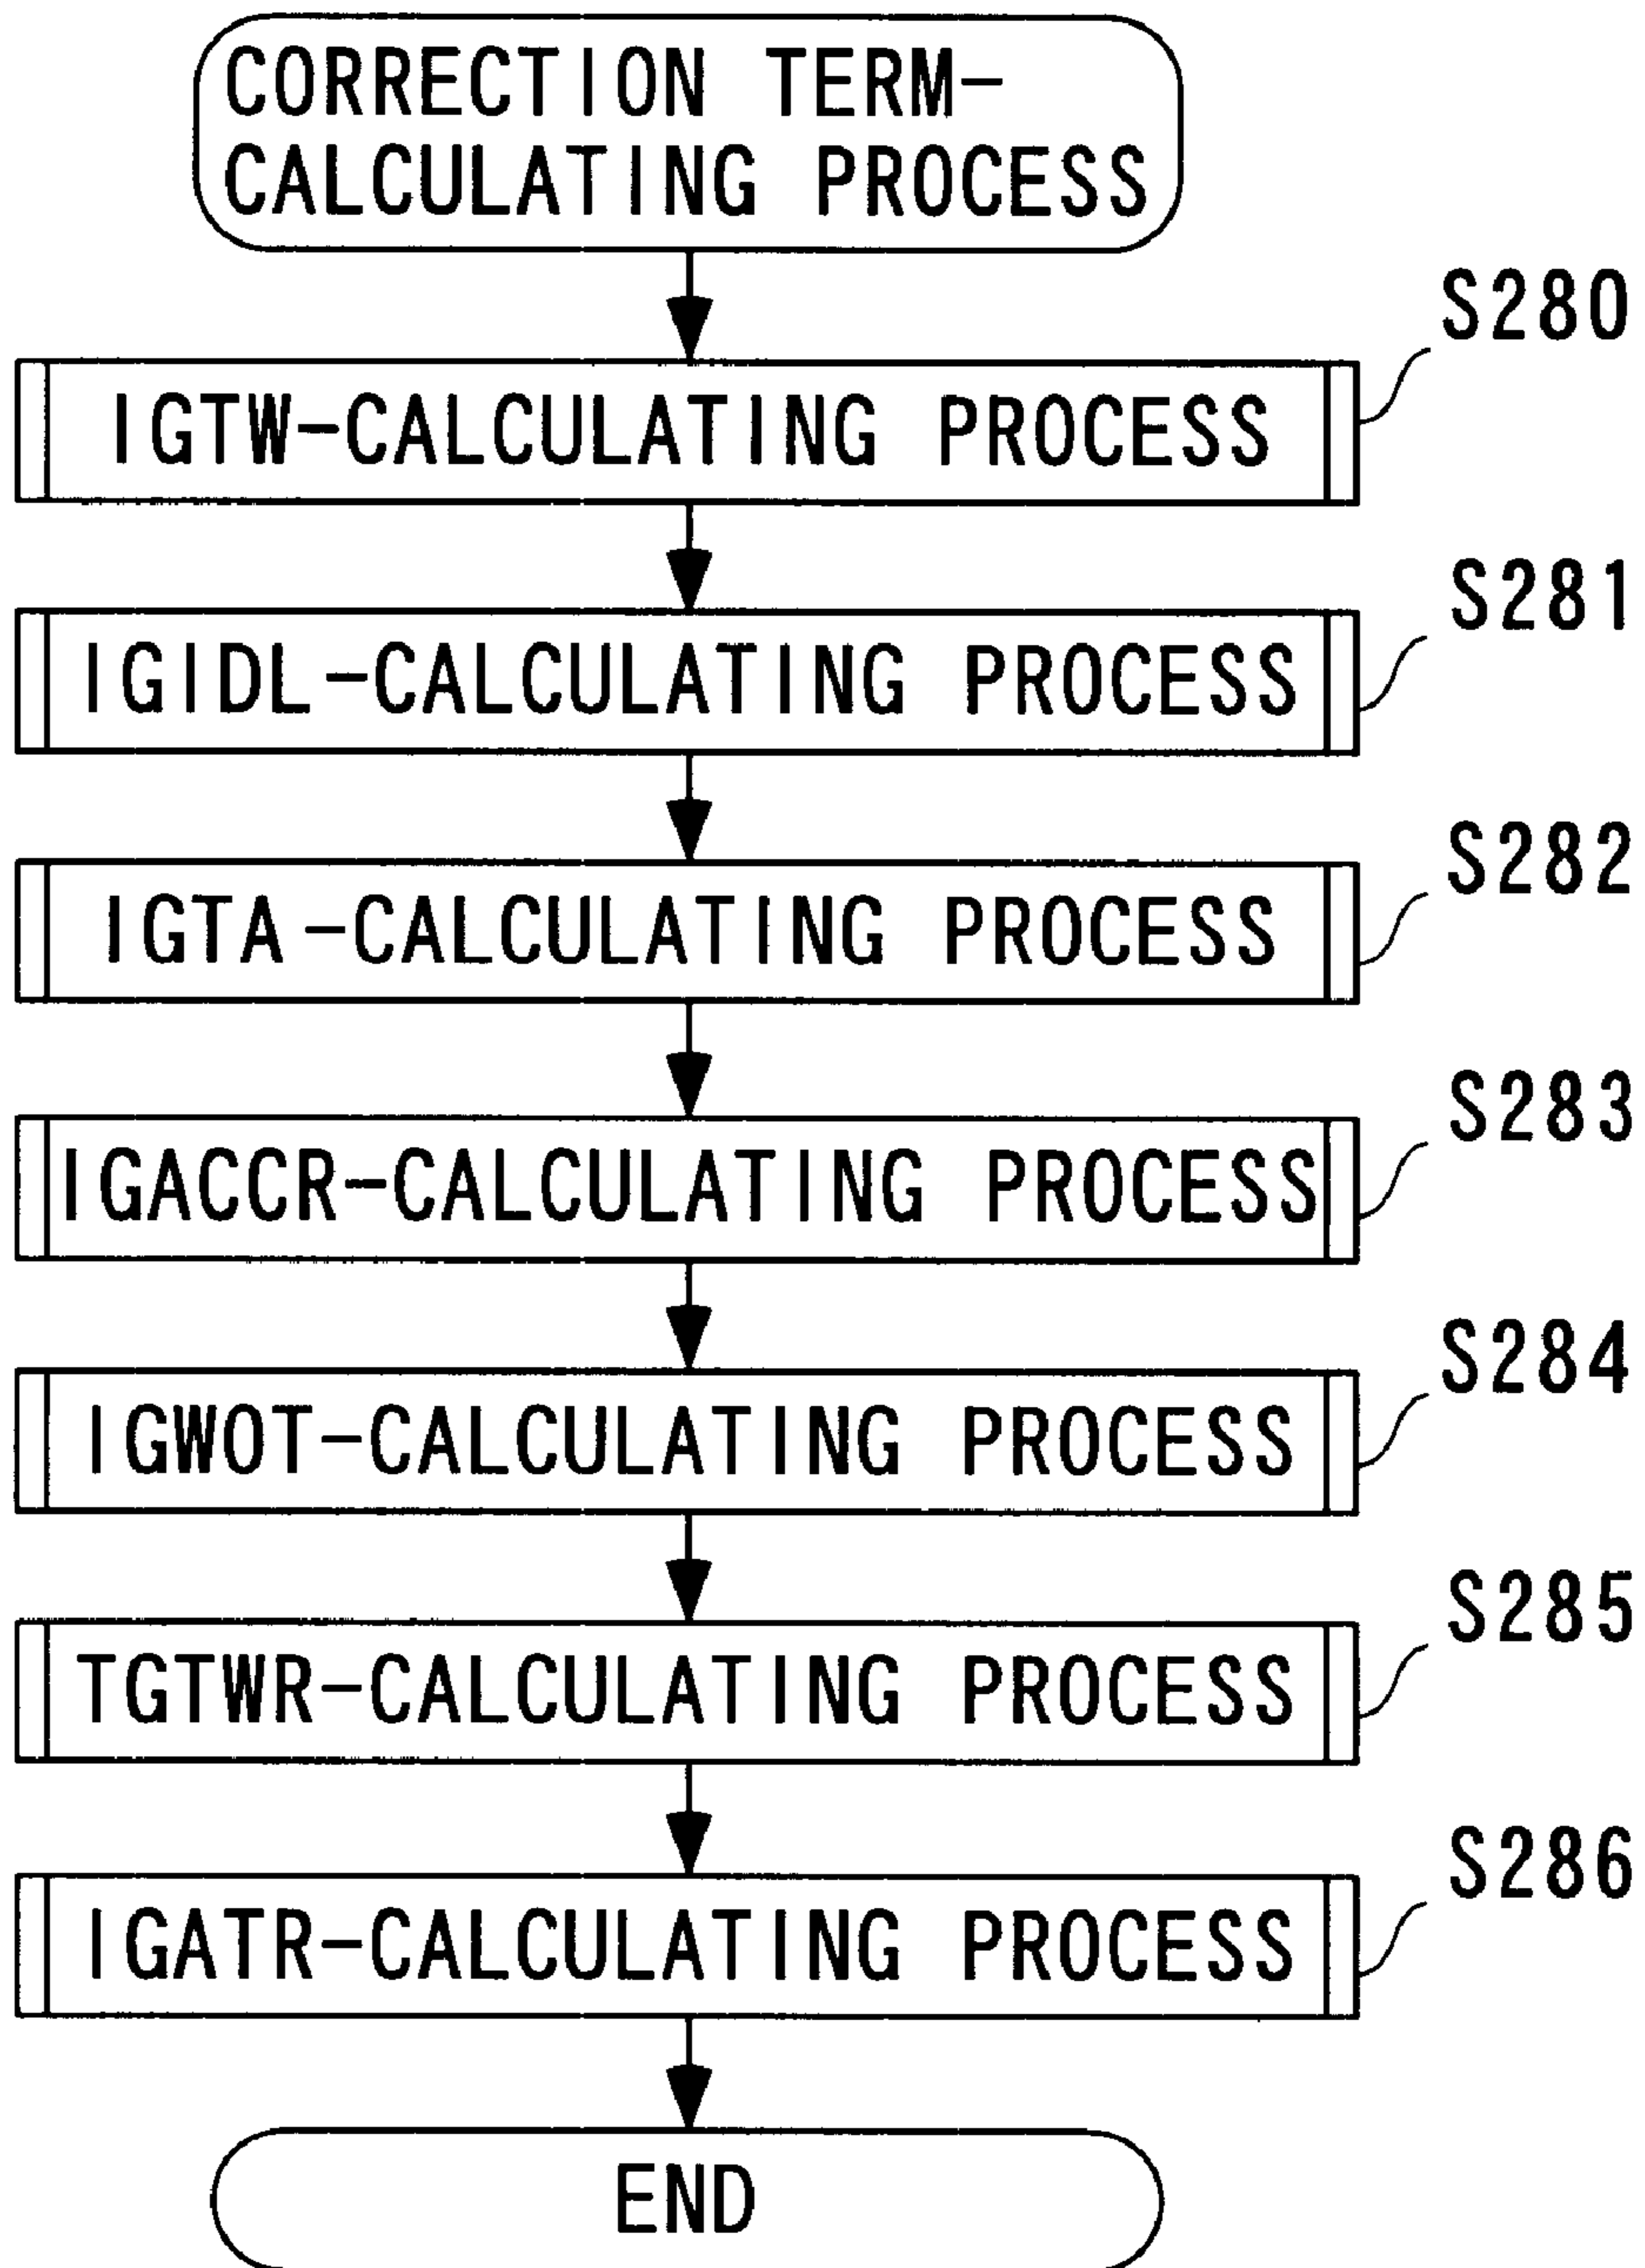 CORRECTION TERM-
CALCULATING PROCESS
S280
IGTW-CALCULATING PROCESS
S281
IGIDL-CALCULATING PROCESS
S282
IGTA-CALCULATING PROCESS
S283
IGACCR-CALCULATING PROCESS
S284
IGWOT-CALCULATING PROCESS
S285
TGTWR-CALCULATING PROCESS
S286
IGATR-CALCULATING PROCESS
END